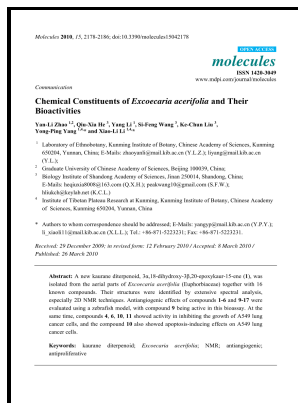 Molecules 2010, 15, 2178-2186; doi:10.3390/molecules15042178
OPEN ACCESS
molecules
ISSN 1420-3049
www.mdpi.com/journal/molecules
Communication
Chemical Constituents of Excoecaria acerifolia and Their
Bioactivities
Yan-Li Zhao 1,2, Qiu-Xia He 3, Yang Li 1, Si-Feng Wang 3, Ke-Chun Liu 3,
Yong-Ping Yang 1,4,* and Xiao-Li Li 1,4,*
1 Laboratory of Ethnobotany, Kunming Institute of Botany, Chinese Academy of Sciences, Kunming
650204, Yunnan, China; E-Mails: zhaoyanli@mail.kib.ac.cn (Y.L.Z.); liyang@mail.kib.ac.cn
(Y.L.);
2 Graduate University of Chinese Academy of Sciences, Beijing 100039, China;
3 Biology Institute of Shandong Academy of Sciences, Jinan 250014, Shandong, China;
E-Mails: heqiuxia8008@163.com (Q.X.H.); peakwang10@gmail.com (S.F.W.);
hliukch@keylab.net (K.C.L.)
4 Institute of Tibetan Plateau Research at Kunming, Kunming Institute of Botany, Chinese Academy
of Sciences, Kunming 650204, Yunnan, China
* Authors to whom correspondence should be addressed; E-Mails: yangyp@mail.kib.ac.cn (Y.P.Y.);
li_xiaoli11@mail.kib.ac.cn (X.L.L.); Tel.: +86-871-5223231; Fax: +86-871-5223231.
Received: 29 December 2009; in revised form: 12 February 2010 / Accepted: 8 March 2010 /
Published: 26 March 2010
Abstract: A new kaurane diterpenoid, 3α,18-dihydroxy-3β,20-epoxykaur-15-ene (1), was
isolated from the aerial parts of Excoecaria acerifolia (Euphorbiaceae) together with 16
known compounds. Their structures were identified by extensive spectral analysis,
especially 2D NMR techniques. Antiangiogenic effects of compounds 1-6 and 9-17 were
evaluated using a zebrafish model, with compound 9 being active in this bioassay. At the
same time, compounds 4, 6, 10, 11 showed activity in inhibiting the growth of A549 lung
cancer cells, and the compound 10 also showed apoptosis-inducing effects on A549 lung
cancer cells.
Keywords: kaurane diterpenoid; Excoecaria acerifolia; NMR; antiangiogenic;
antiproliferative